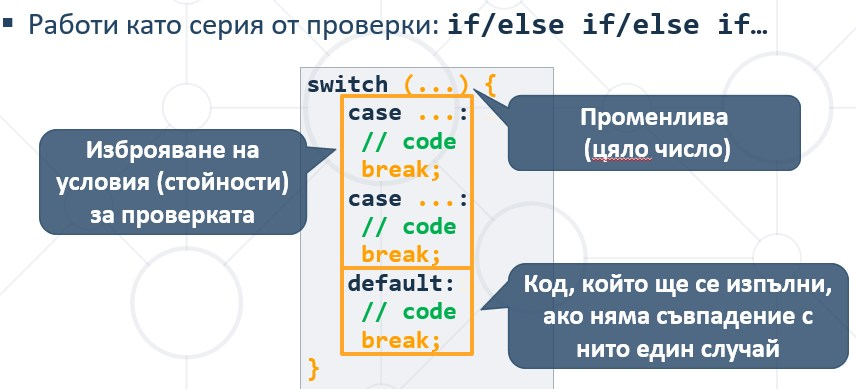 ▪ Работи като серия от проверки: if/else if/else if…
switch (...) {
case ...:
// code
break;
case ...:
// code
break;
default:
// code
break;
}
Изброяване на
условия (стойности)
за проверката
Променлива
(цяло число)
Код, който ще се изпълни,
ако няма съвпадение с
нито един случай